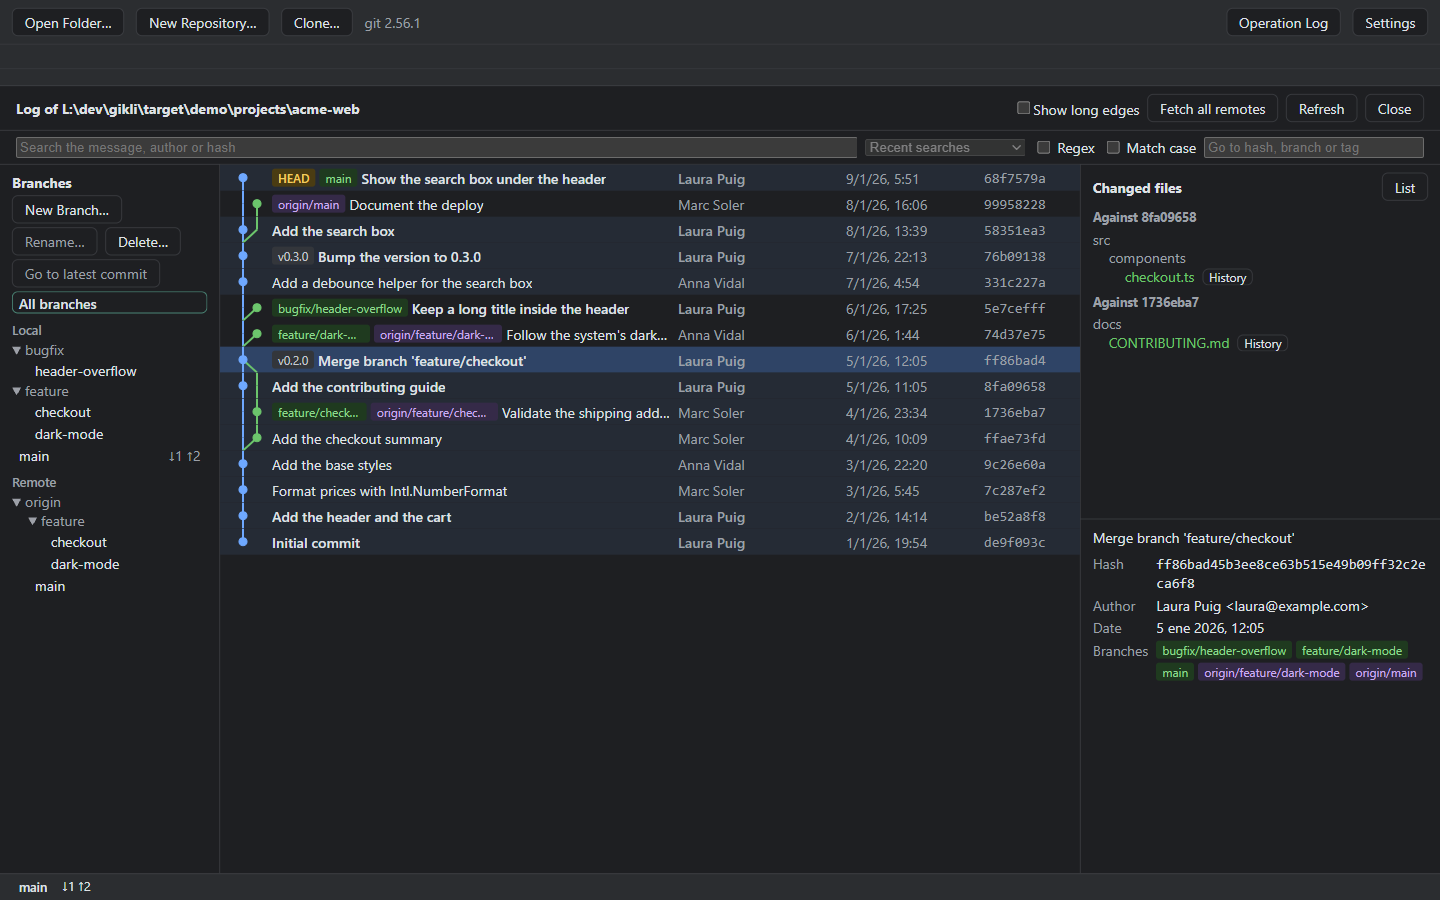 Open Folder... New Repository... Clone... git 2.56.1 Operation Log Settings
Log of L:\dev\gikli\target\demo\projects\acme-web Show long edges Fetch all remotes Refresh Close
Search the message, author or hash Recent searches Regex Match case Go to hash, branch or tag
Branches
New Branch...
Rename... Delete...
Go to latest commit
All branches
Local
bugfix
header-overflow
feature
checkout
dark-mode
main ↓1 ↑2
Remote
origin
feature
checkout
dark-mode
main
HEAD main Show the search box under the header Laura Puig 9/1/26, 5:51 68f7579a
origin/main Document the deploy Marc Soler 8/1/26, 16:06 99958228
Add the search box Laura Puig 8/1/26, 13:39 58351ea3
v0.3.0 Bump the version to 0.3.0 Laura Puig 7/1/26, 22:13 76b09138
Add a debounce helper for the search box Anna Vidal 7/1/26, 4:54 331c227a
bugfix/header-overflow Keep a long title inside the header Laura Puig 6/1/26, 17:25 5e7cefff
feature/dark-... origin/feature/dark-... Follow the system's dark... Anna Vidal 6/1/26, 1:44 74d37e75
v0.2.0 Merge branch 'feature/checkout' Laura Puig 5/1/26, 12:05 ff86bad4
Add the contributing guide Laura Puig 5/1/26, 11:05 8fa09658
feature/check... origin/feature/chec... Validate the shipping add... Marc Soler 4/1/26, 23:34 1736eba7
Add the checkout summary Marc Soler 4/1/26, 10:09 ffae73fd
Add the base styles Anna Vidal 3/1/26, 22:20 9c26e60a
Format prices with Intl.NumberFormat Marc Soler 3/1/26, 5:45 7c287ef2
Add the header and the cart Laura Puig 2/1/26, 14:14 be52a8f8
Initial commit Laura Puig 1/1/26, 19:54 de9f093c
Changed files List
Against 8fa09658
src
components
checkout.ts History
Against 1736eba7
docs
CONTRIBUTING.md History
Merge branch 'feature/checkout'
Hash ff86bad45b3ee8ce63b515e49b09ff32c2e
ca6f8
Author Laura Puig <laura@example.com>
Date 5 ene 2026, 12:05
Branches bugfix/header-overflow feature/dark-mode
main origin/feature/dark-mode origin/main
main ↓1 ↑2